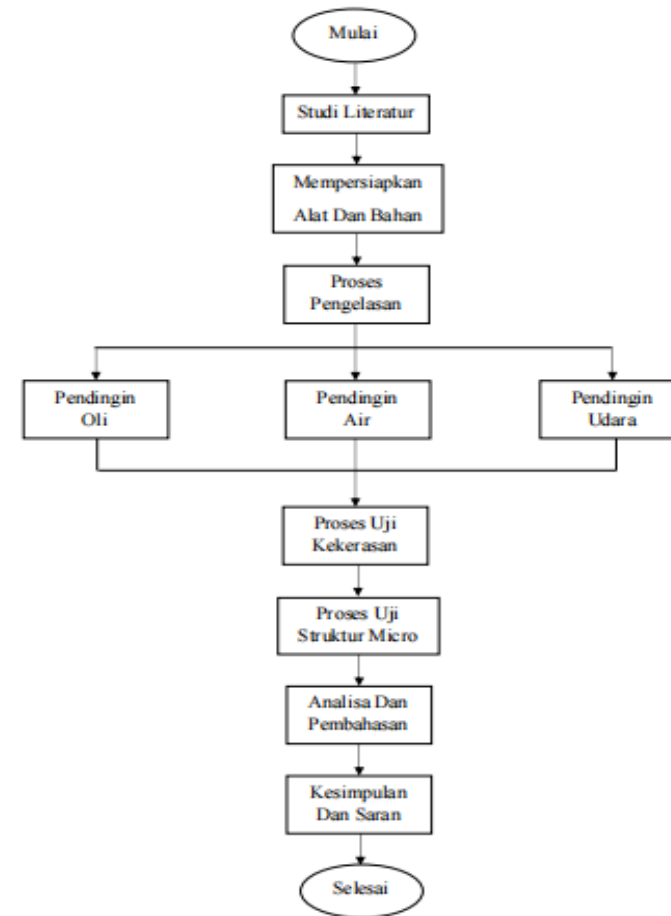 Mulai
Studi Literatur
Mempersiapkan
Alat Dan Bahan
Proses
Pengelasan
Pendingin
Oli
Pendingin
Air
Pendingin
Udara
Proses Uji
Kekerasan
Proses Uji
Struktur Micro
Analisa Dan
Pembahasan
Kesimpulan
Dan Saran
Selesai